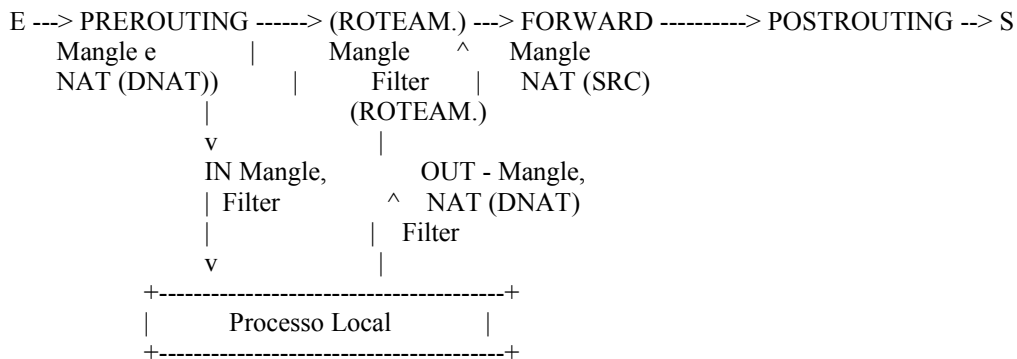 E ---> PREROUTING ------> (ROTEAM.) ---> FORWARD ----------> POSTROUTING --> S
Mangle e | Mangle ^ Mangle
NAT (DNAT)) | Filter | NAT (SRC)
| (ROTEAM.)
v |
IN Mangle, OUT - Mangle,
| Filter ^ NAT (DNAT)
| | Filter
v |
+----------------------------------------+
| Processo Local |
+----------------------------------------+